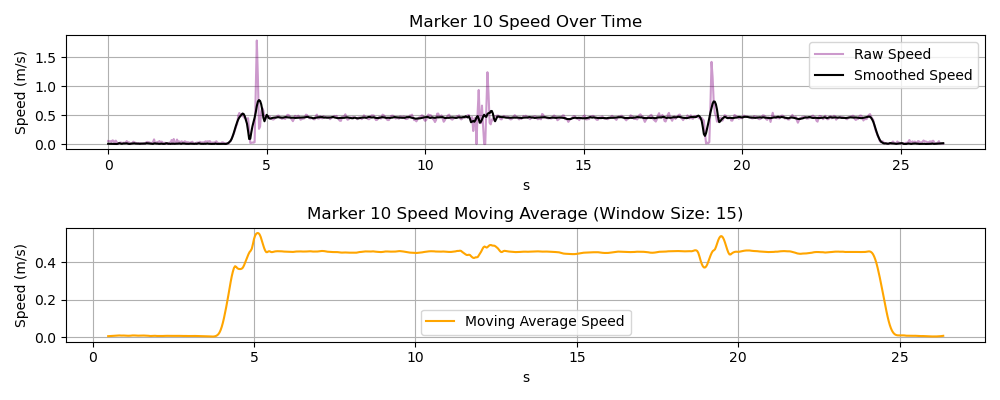 Marker 10 Speed Over Time
Speed (m/s)
1.5
1.0
0.5
0.0
Raw Speed
Smoothed Speed
0 5 10 15 20 25
s
Marker 10 Speed Moving Average (Window Size: 15)
Speed (m/s)
0.4
0.2
0.0
Moving Average Speed
0 5 10 15 20 25
s